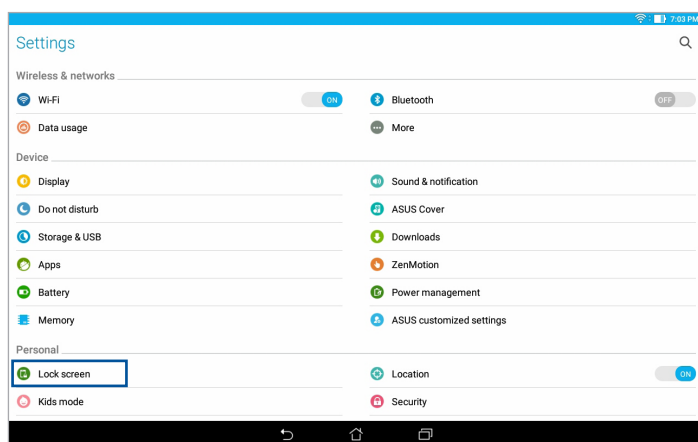 7:03 PM
Settings
Wireless & networks
Wi-Fi ON Bluetooth OFF
Data usage More
Device
Display Sound & notification
Do not disturb ASUS Cover
Storage & USB Downloads
Apps ZenMotion
Battery Power management
Memory ASUS customized settings
Personal
Lock screen Location ON
Kids mode Security